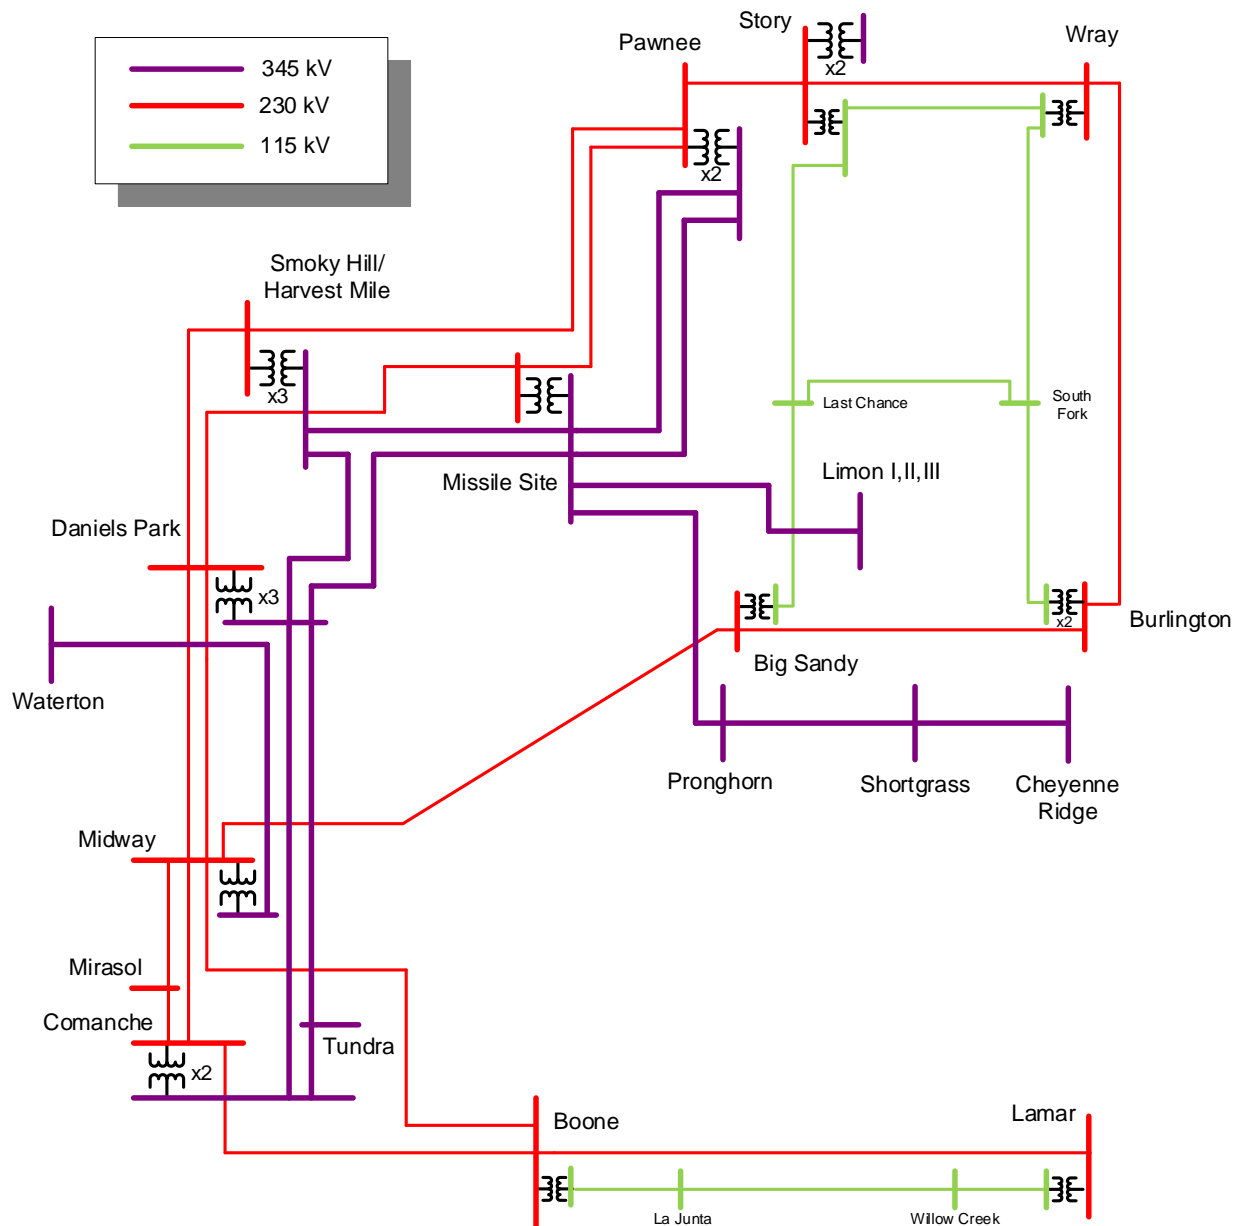 345 kV
230 kV
115 kV
Story
Pawnee
Wray
x2
x2
Smoky Hill/
Harvest Mile
x3
Last Chance
South
Fork
Limon I,II,III
Missile Site
Daniels Park
x3
x2
Burlington
Big Sandy
Waterton
Pronghorn
Shortgrass
Cheyenne
Ridge
Midway
Mirasol
Comanche
Tundra
x2
Boone
Lamar
La Junta
Willow Creek